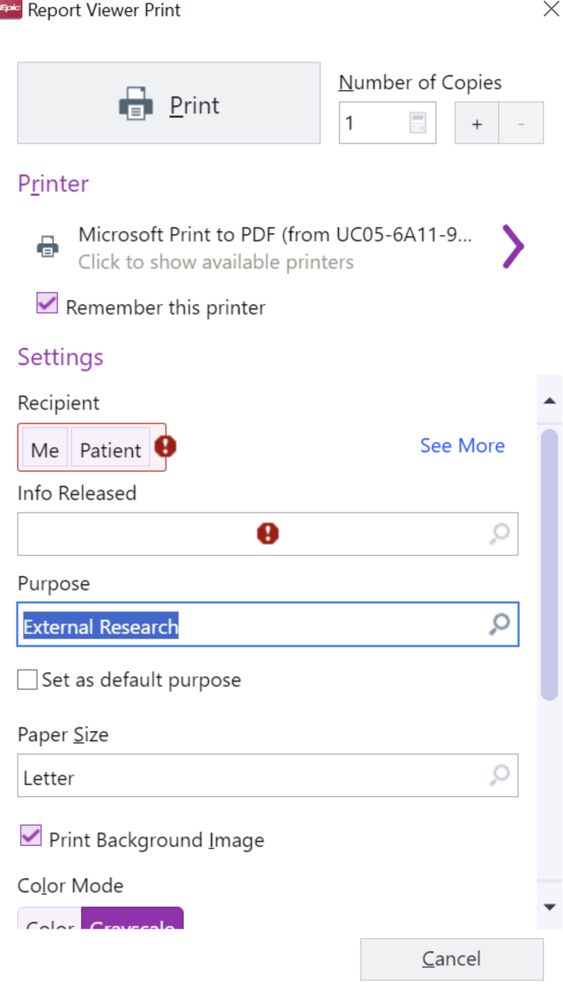 Epic Report Viewer Print
Print
Number of Copies
1
+ -
Printer
Microsoft Print to PDF (from UC05-6A11-9...
Click to show available printers
Remember this printer
Settings
Recipient
Me Patient
See More
Info Released
Purpose
External Research
Set as default purpose
Paper Size
Letter
Print Background Image
Color Mode
Color Grayscale
Cancel